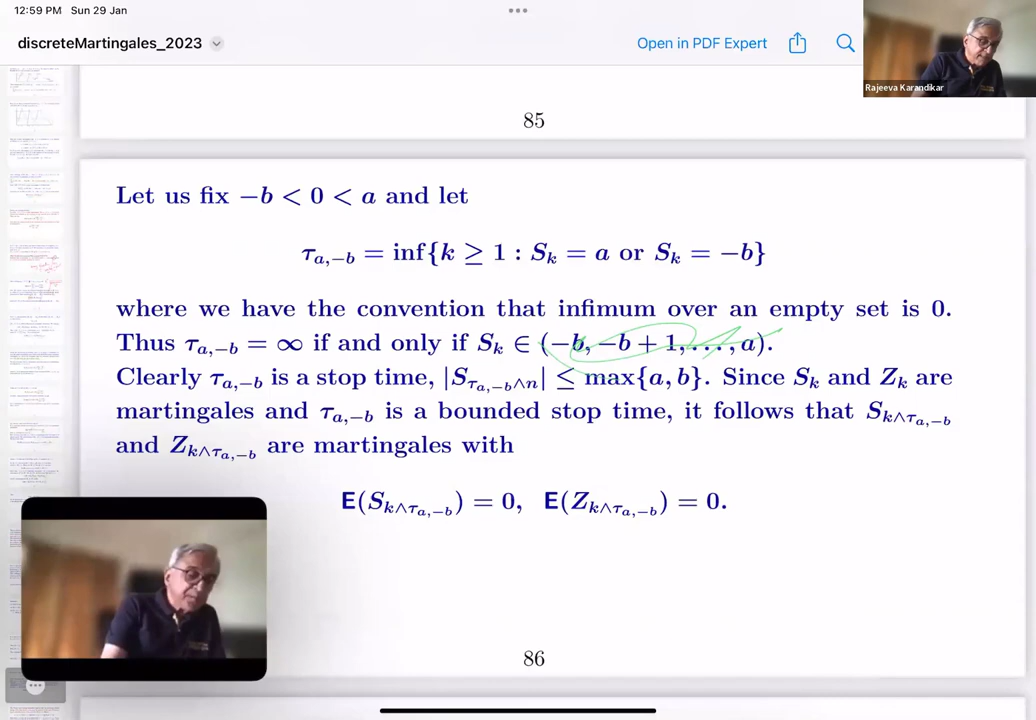 12:59 PM Sun 29 Jan
discreteMartingales_2023
Open in PDF Expert
Rajeeva Karandikar
85
Let us fix −b < 0 < a and let
τ_{a,−b} = inf{k ≥ 1 : S_k = a or S_k = −b}
where we have the convention that infimum over an empty set is 0.
Thus τ_{a,−b} = ∞ if and only if S_k ∈ (−b, −b + 1, . . . , a).
Clearly τ_{a,−b} is a stop time, |S_{τ_{a,−b}∧n}| ≤ max{a, b}. Since S_k and Z_k are
martingales and τ_{a,−b} is a bounded stop time, it follows that S_{k∧τ_{a,−b}}
and Z_{k∧τ_{a,−b}} are martingales with
E(S_{k∧τ_{a,−b}}) = 0, E(Z_{k∧τ_{a,−b}}) = 0.
86